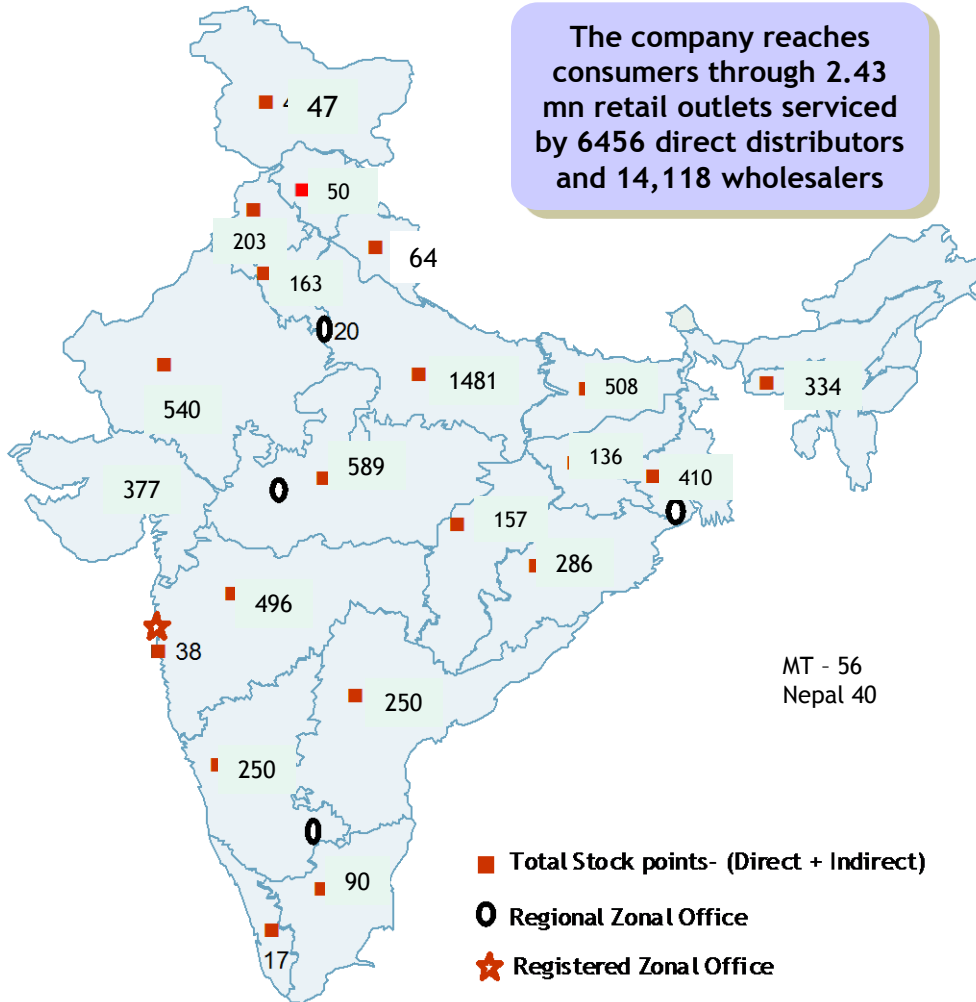 The company reaches
consumers through 2.43
mn retail outlets serviced
by 6456 direct distributors
and 14,118 wholesalers
47
50
203
64
163
20
1481
508
334
540
589
136
410
377
157
286
496
38
MT - 56
Nepal 40
250
250
Total Stock points- (Direct + Indirect)
90
Regional Zonal Office
17
Registered Zonal Office